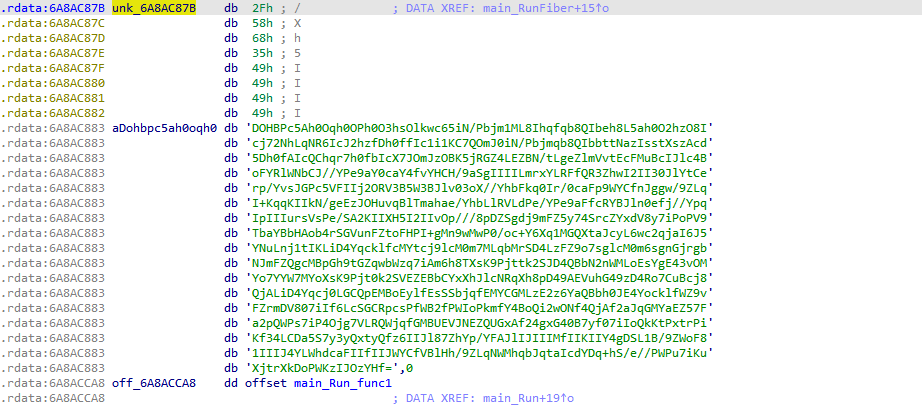 .rdata:6A8AC87B unk_6A8AC87B db 2Fh ; / ; DATA XREF: main_RunFiber+15↑o
.rdata:6A8AC87C db 58h ; X
.rdata:6A8AC87D db 68h ; h
.rdata:6A8AC87E db 35h ; 5
.rdata:6A8AC87F db 49h ; I
.rdata:6A8AC880 db 49h ; I
.rdata:6A8AC881 db 49h ; I
.rdata:6A8AC882 db 49h ; I
.rdata:6A8AC883 aDohbpc5ah0oqh0 db 'DOHBPc5Ah0Oqh0OPh0O3hsOlkwc65iN/Pbjm1ML8Ihqfqb8QIbeh8L5ah0O2hzO8I'
.rdata:6A8AC883 db 'cj72NhLqNR6IcJ2hzfDh0ffIc1i1KC7QOmJ0iN/Pbjmqb8QIbbttNazIsstXszAcd'
.rdata:6A8AC883 db '5Dh0fAIcQChqr7h0fbIcX7JOmJzOBK5jRGZ4LEZBN/tLgeZlmVvtEcFMuBcIJlc4B'
.rdata:6A8AC883 db 'oFYRlWNbCJ//YPe9aY0caY4fvYHCH/9aSgIIIILmrxYLRFfQR3ZhwI2II30JlYtCe'
.rdata:6A8AC883 db 'rp/YvsJGPc5VFIIj2ORV3B5W3BJlv03oX//YhbFkq0Ir/0caFp9WYCfnJggw/9ZLq'
.rdata:6A8AC883 db 'I+KqqKIIkN/geEzJOHuvqBlTmahae/YhbLlRVLdPe/YPe9aFfcRYBJln0efj//Ypq'
.rdata:6A8AC883 db 'IpIIIursVsPe/SA2KIIXH5I2IIvOp///8pDZSgdj9mFZ5y74SrcZYxdV8y7iPoPV9'
.rdata:6A8AC883 db 'TbaYBbHAob4rSGVunFZtoFHPI+gMn9wMwP0/oc+Y6Xq1MGQXtaJcyL6wc2qjaI6J5'
.rdata:6A8AC883 db 'YNuLnj1tIKLiD4YqcklfcMYtcj9lcM0m7MLqbMrSD4LzFZ9o7sglcM0m6sgnGjrgb'
.rdata:6A8AC883 db 'NJmFZQgcMBpGh9tGZqwbWzq7iAm6h8TXsK9Pjttk2SJD4QBbN2nWMLoEsYgE43vOM'
.rdata:6A8AC883 db 'Yo7YYW7MYoXsK9Pjt0k2SVEZEBbCYxXhJlcNRqXh8pD49AEVuhG49zD4Ro7CuBcj8'
.rdata:6A8AC883 db 'QjALiD4Yqcj0LGCQpEMBoEylfEsSSbjqfEMYCGMLzE2z6YaQBbh0JE4YocklfWZ9v'
.rdata:6A8AC883 db 'FZrmDV807iIf6LcSGCRpcsPfWB2fPWIoPkmfY4BoQi2wONf4QjAf2aJqGMYaEZ57F'
.rdata:6A8AC883 db 'a2pQWPs7iP4Ojg7VLRQWjqfGMBUEVJNEZQUGxAf24gxG40B7yf07iIoQkKtPxtrPi'
.rdata:6A8AC883 db 'Kf34LCDa5S7y3yQxtyQfz6IIJl87ZhYp/YFAJlIJIIIMfIIKIIY4gDSL1B/9ZWoF8'
.rdata:6A8AC883 db '1IIIJ4YLWhdcaFIIfIIJWYCfVBlHh/9ZLqNWMhqbJqtaIcdYDq+hS/e//PWPu7iKu'
.rdata:6A8AC883 db 'XjtrXkDoPWKzIJOzYHf=',0
.rdata:6A8ACCA8 off_6A8ACCA8 dd offset main_Run_func1
.rdata:6A8ACCA8 ; DATA XREF: main_Run+19↑o